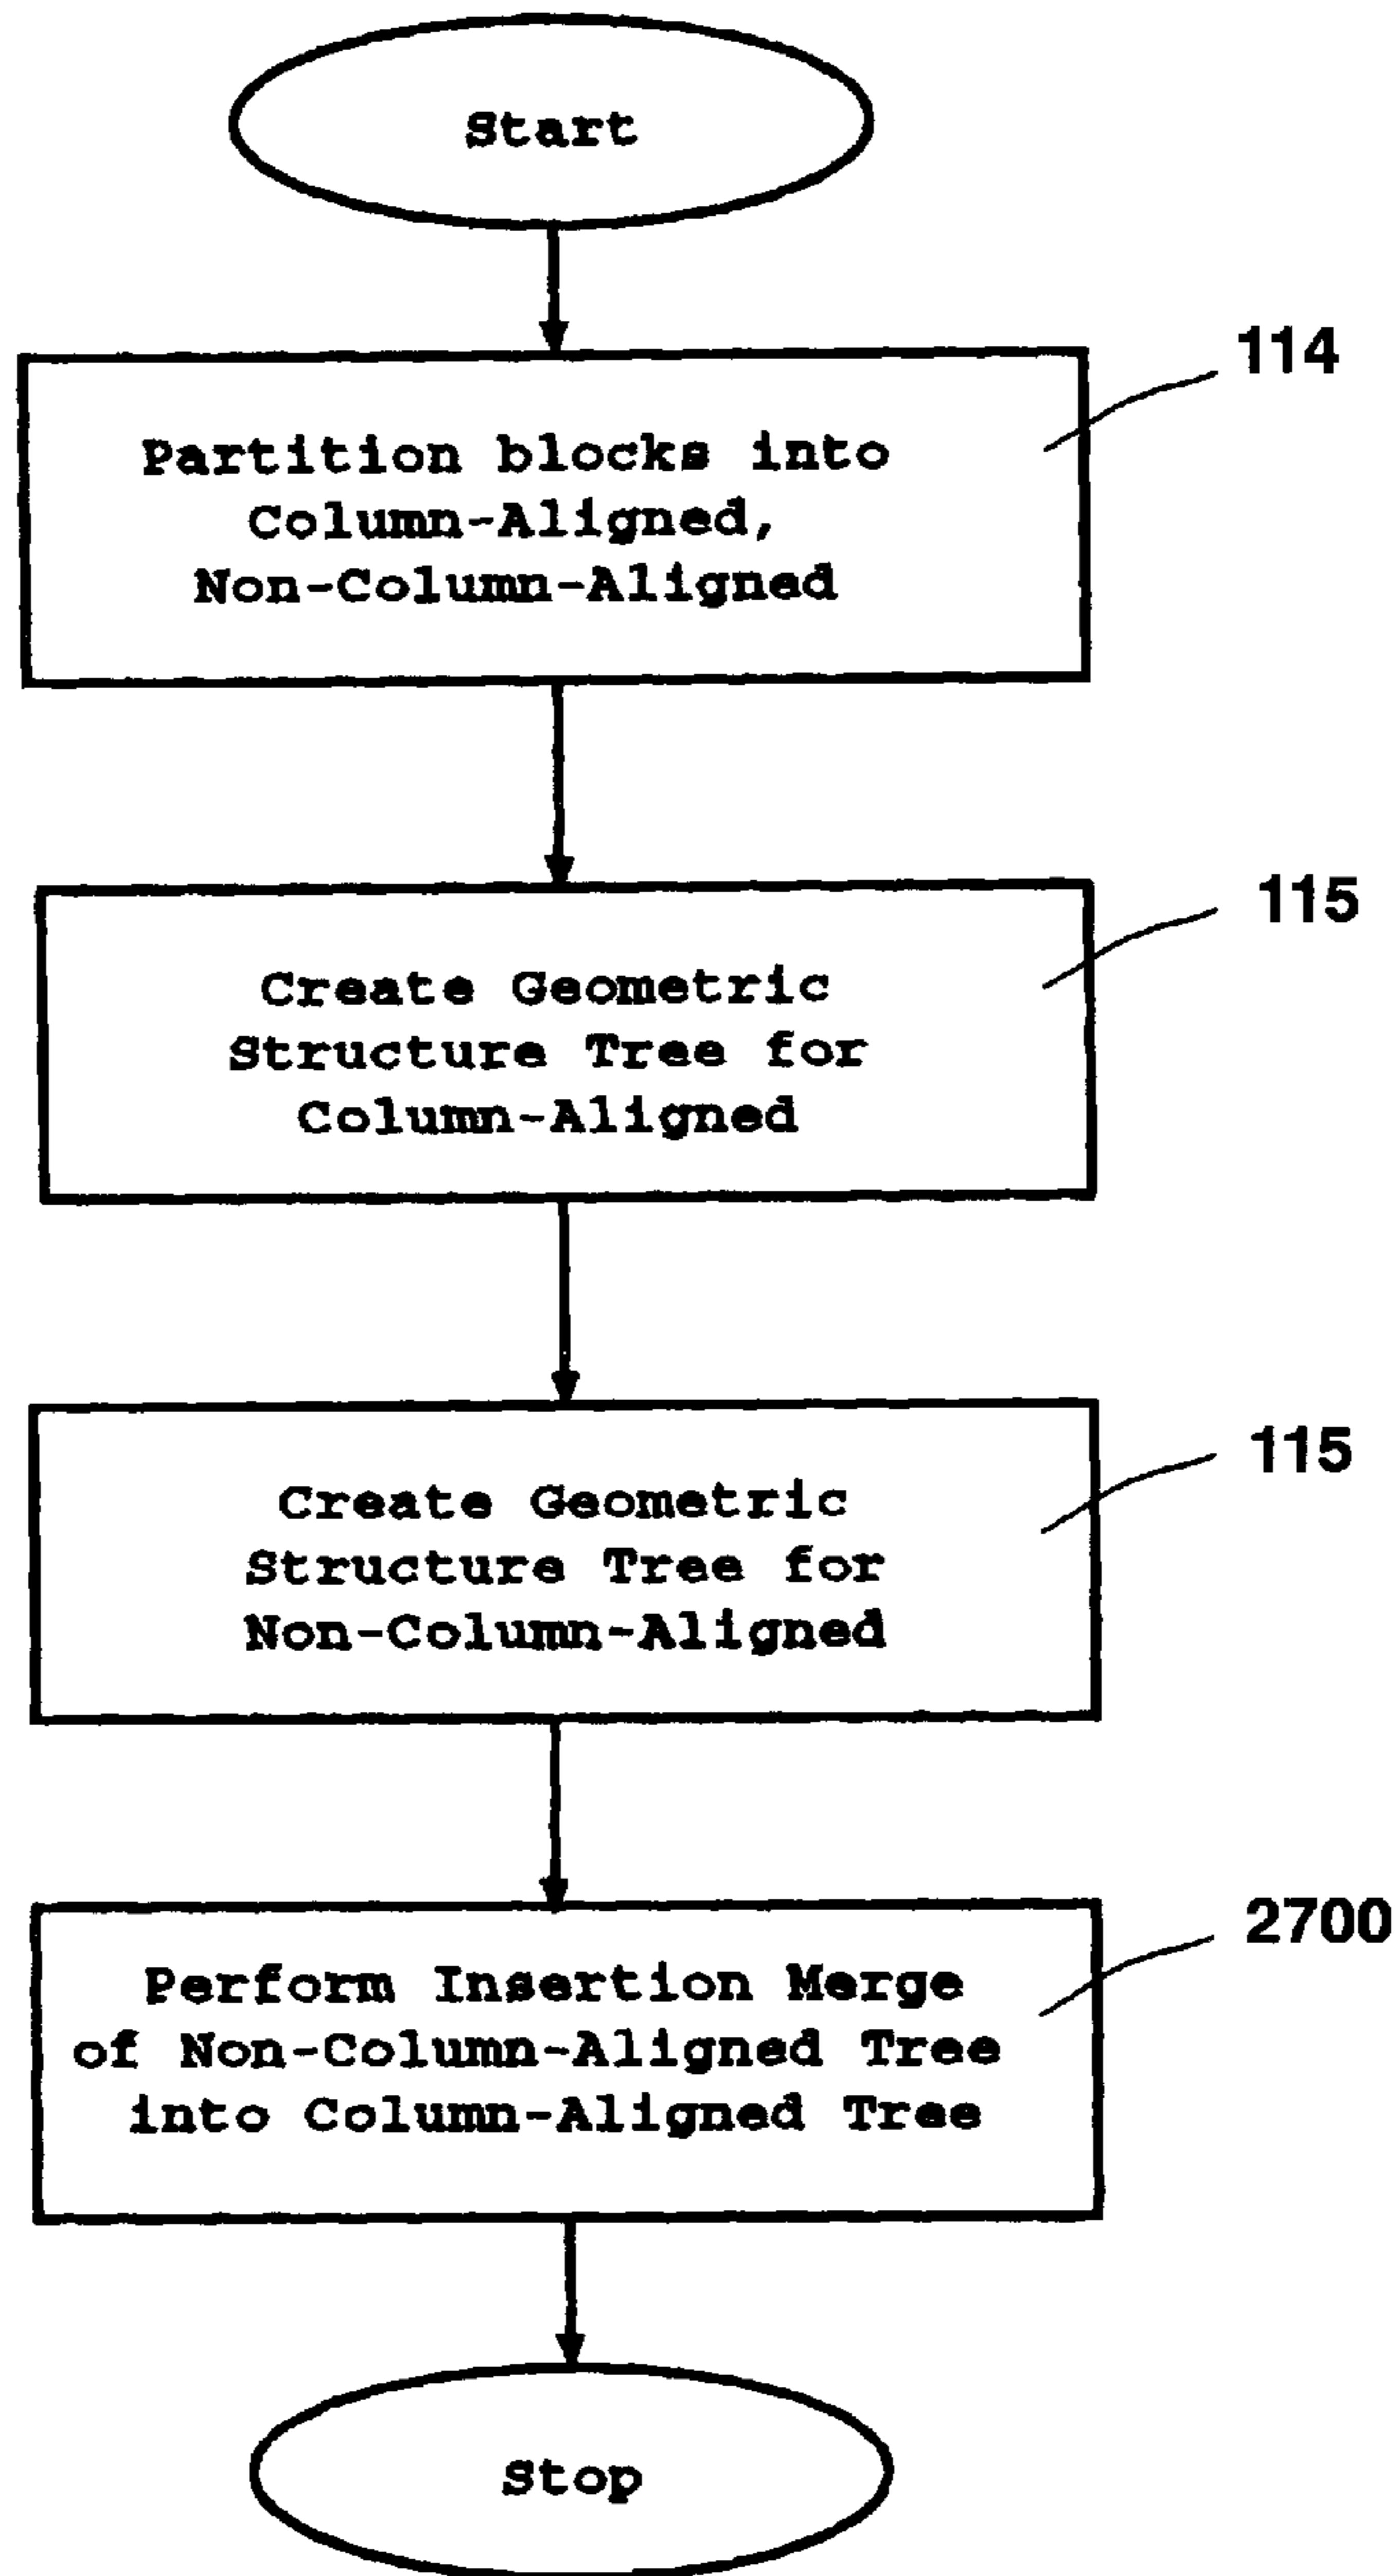 Start
114
Partition blocks into
Column-Aligned,
Non-Column-Aligned
115
Create Geometric
Structure Tree for
Column-Aligned
115
Create Geometric
Structure Tree for
Non-Column-Aligned
2700
Perform Insertion Merge
of Non-Column-Aligned Tree
into Column-Aligned Tree
Stop